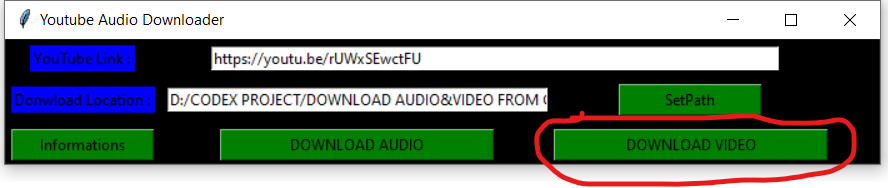 Youtube Audio Downloader
YouTube Link :
https://youtu.be/rUWxSEwctFU
Donwload Location :
D:/CODEX PROJECT/DOWNLOAD AUDIO&VIDEO FROM
SetPath
Informations
DOWNLOAD AUDIO
DOWNLOAD VIDEO